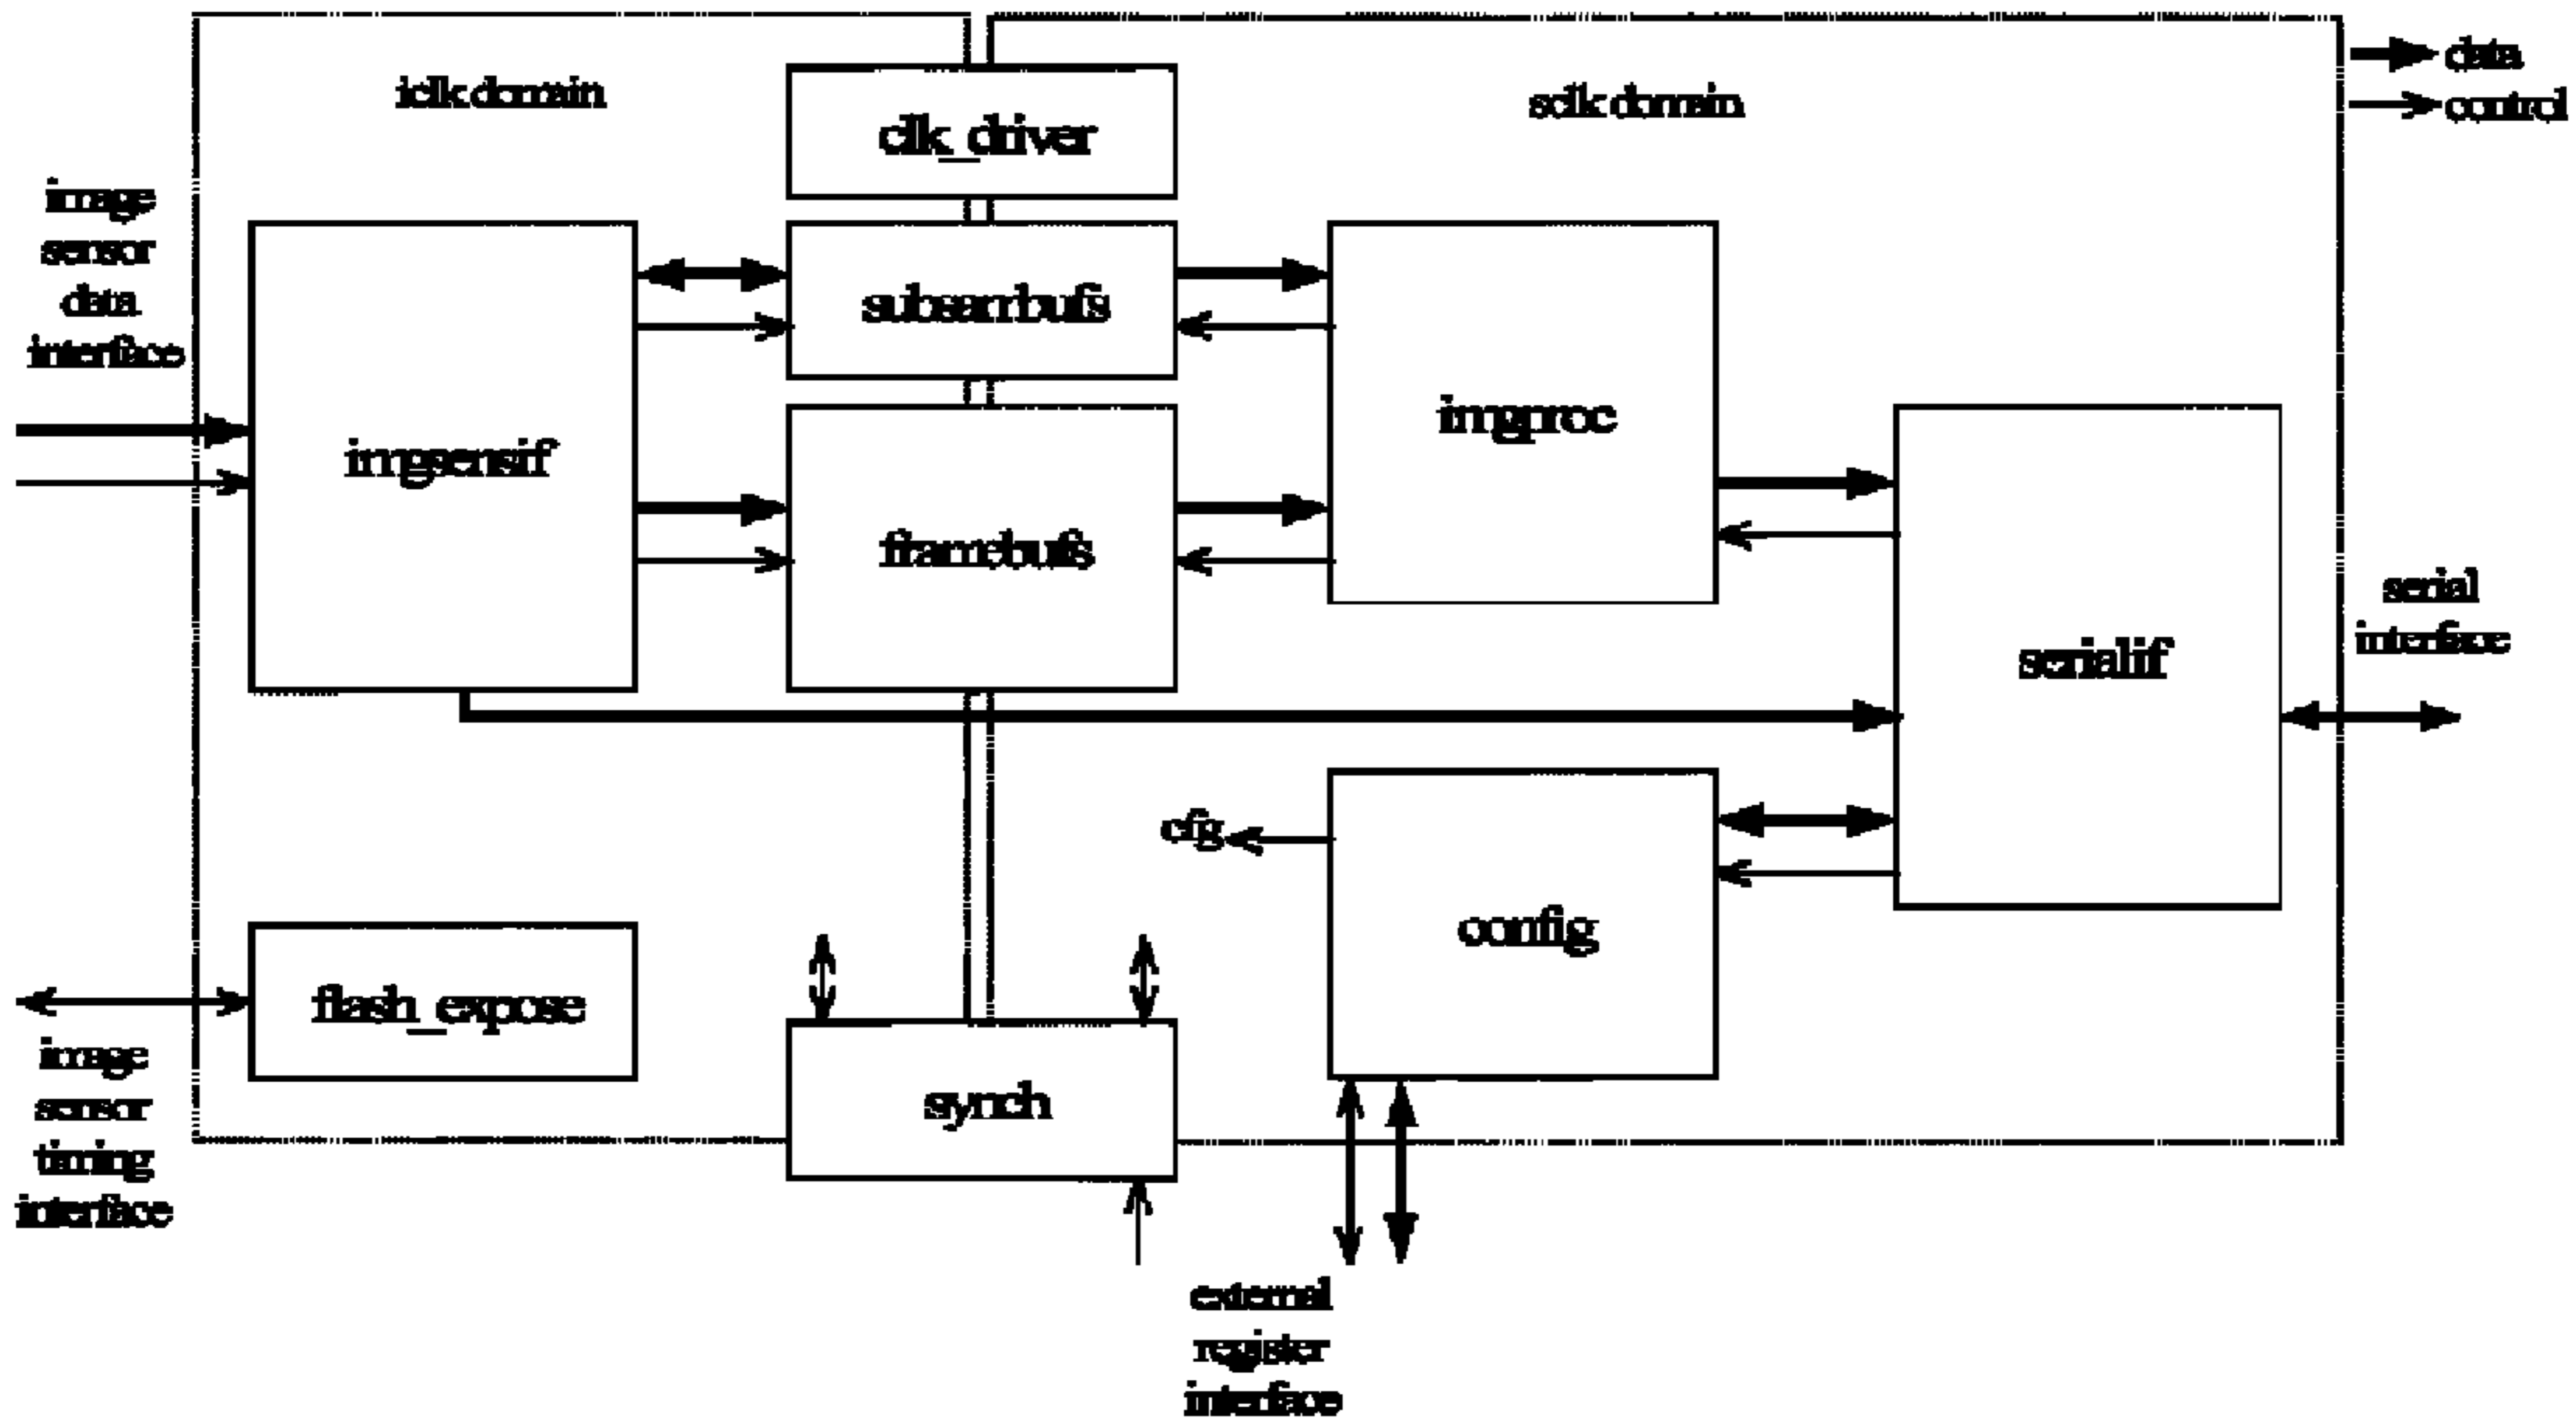 iclk domain
sclk domain
data
control
clk_driver
image
sensor
data
interface
subsambufs
imgsensif
framebufs
imgproc
serialif
serial
interface
cfg
config
flash_expose
image
sensor
timing
interface
synch
external
register
interface